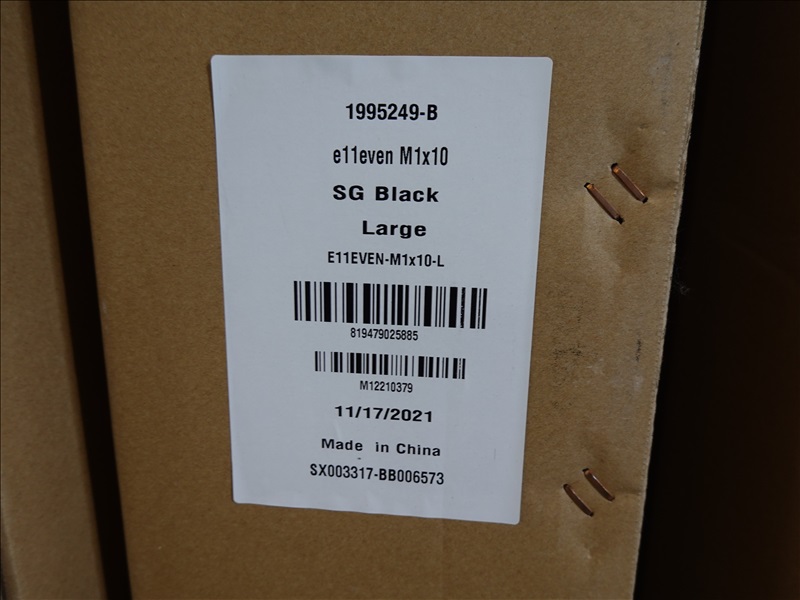 1995249-B
e11even M1x10
SG Black
Large
E11EVEN-M1x10-L
819479025885
M12210379
11/17/2021
Made in China
SX003317-BB006573